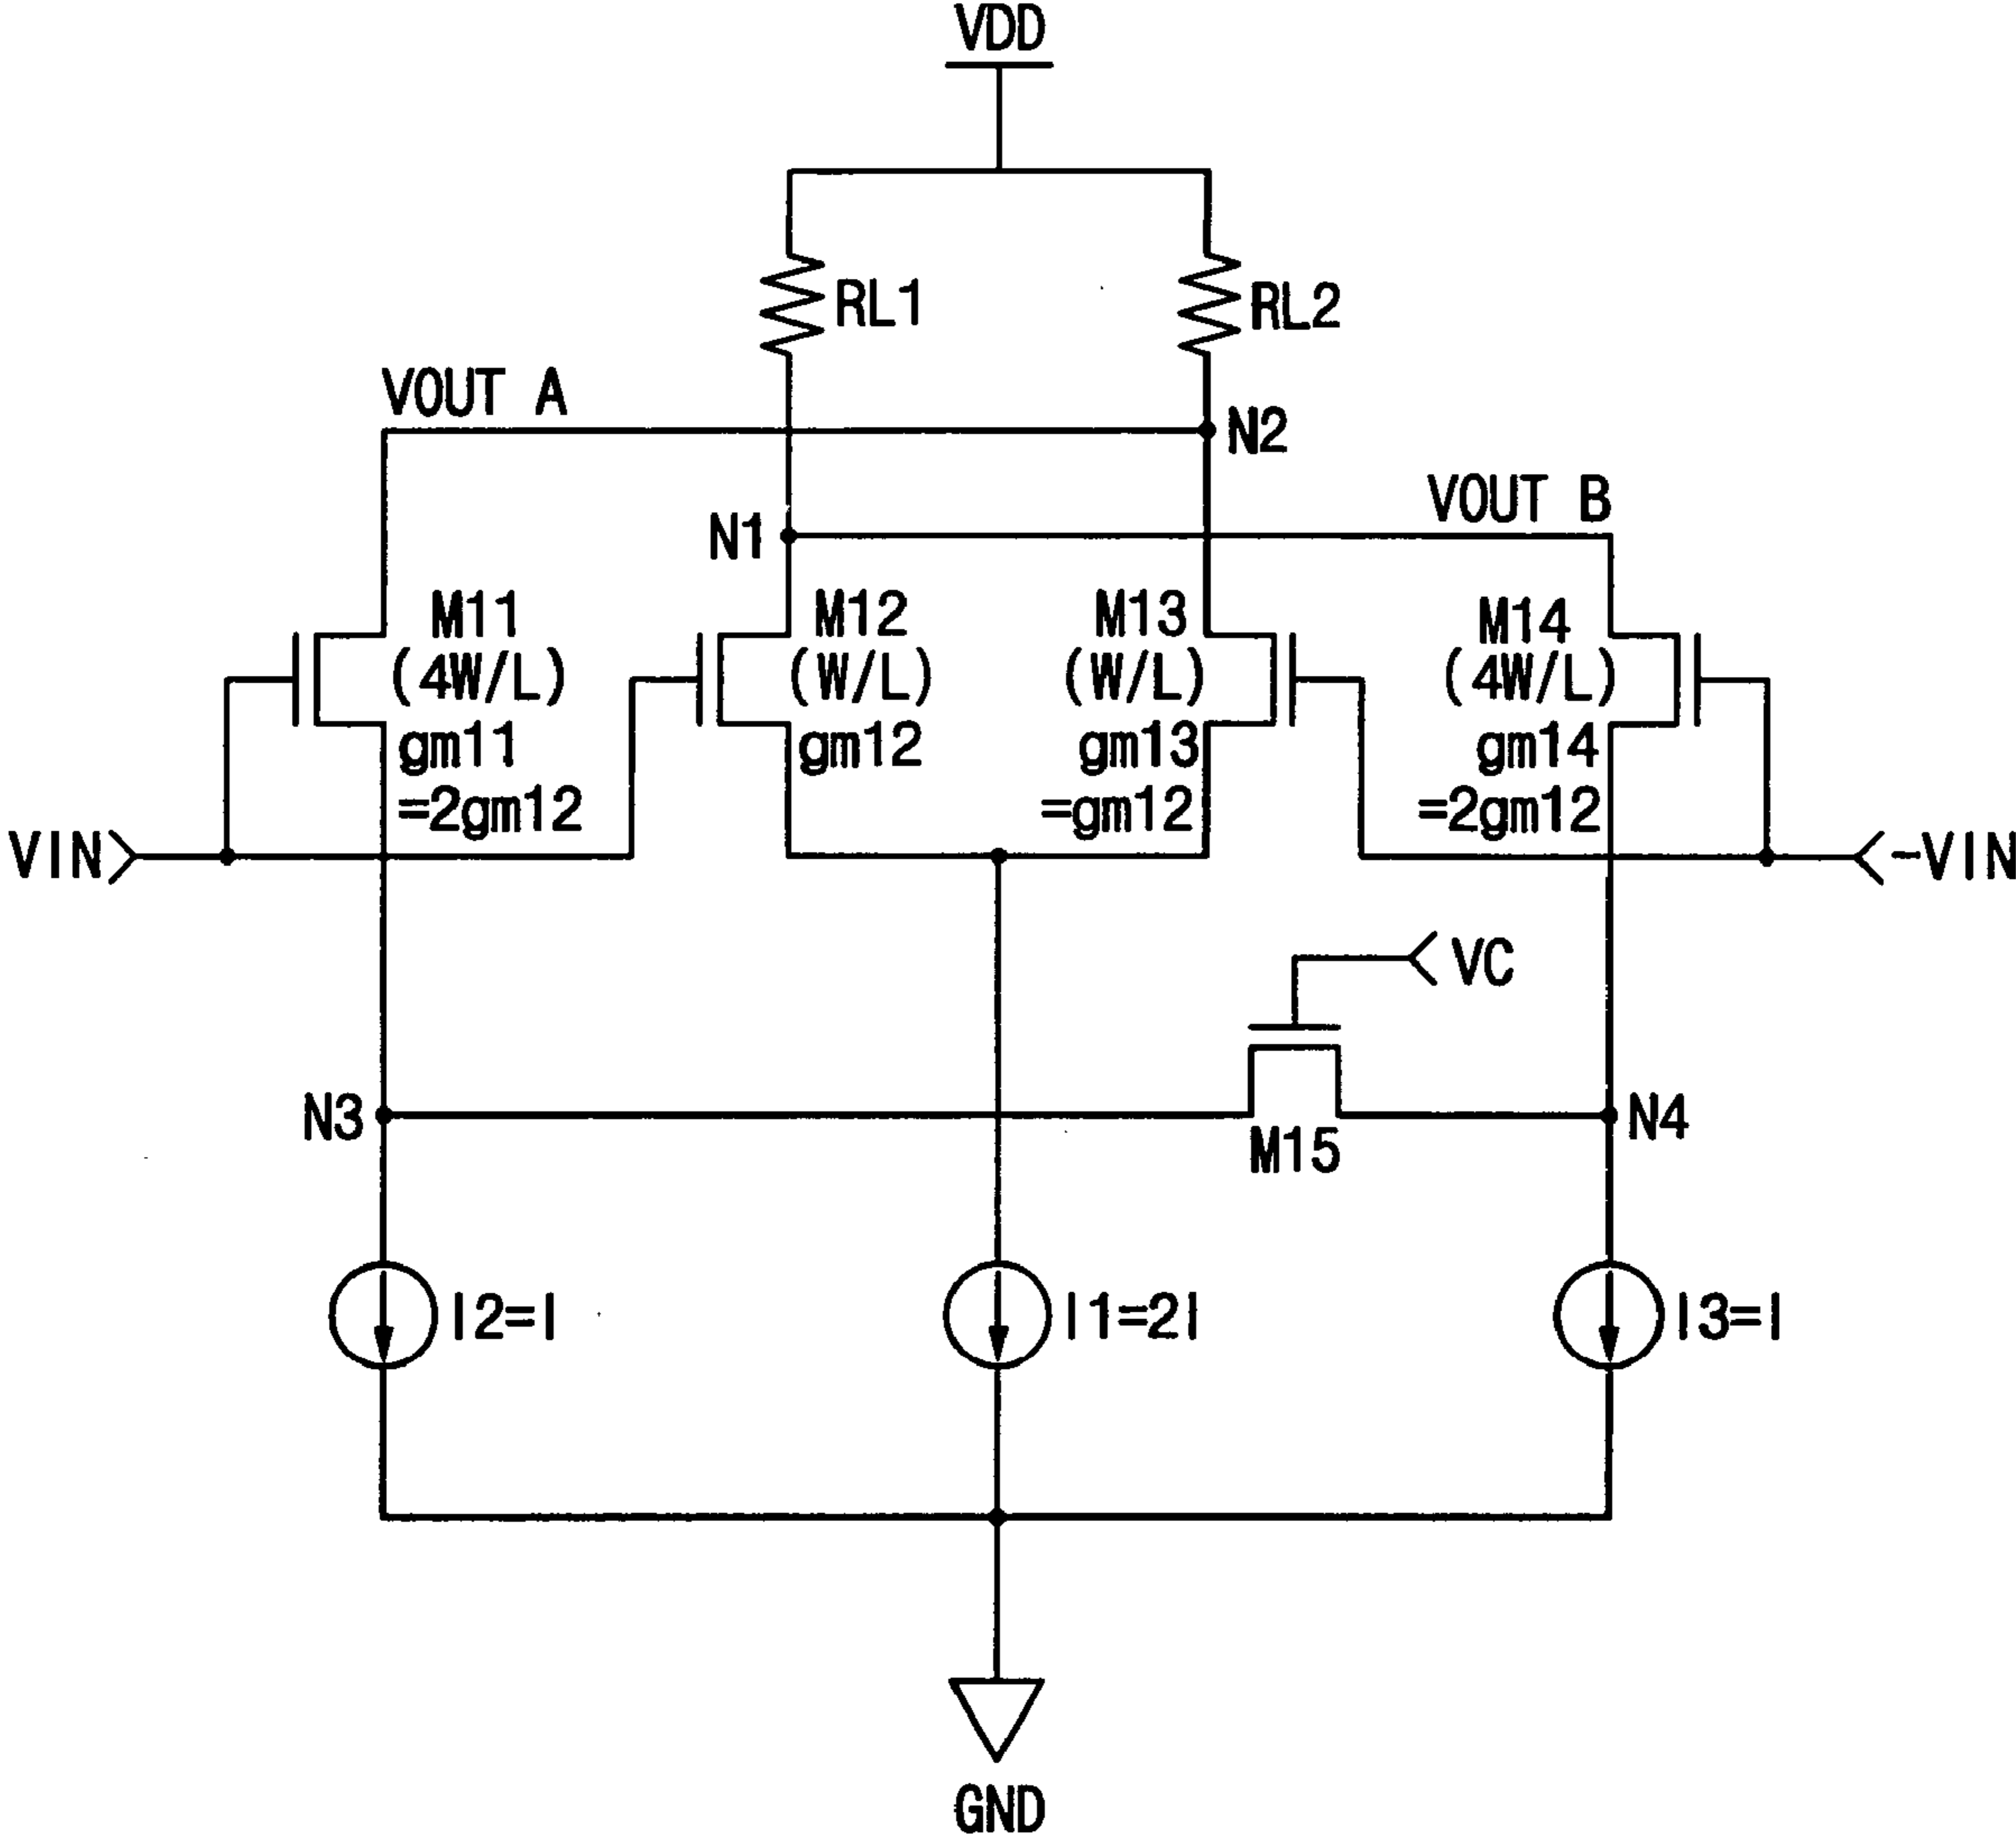 VDD
RL1
RL2
VOUT A
N2
VOUT B
N1
M11
(4W/L)
gm11
=2gm12
M12
(W/L)
gm12
M13
(W/L)
gm13
=gm12
M14
(4W/L)
gm14
=2gm12
VIN
-VIN
VC
N3
M15
N4
I2=I
I1=2I
I3=I
GND